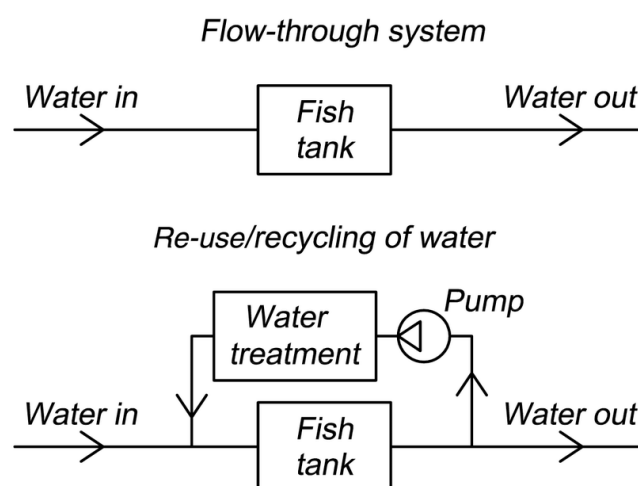 Flow-through system
Water in
Fish
tank
Water out
Re-use/recycling of water
Water
treatment
Pump
Water in
Fish
tank
Water out